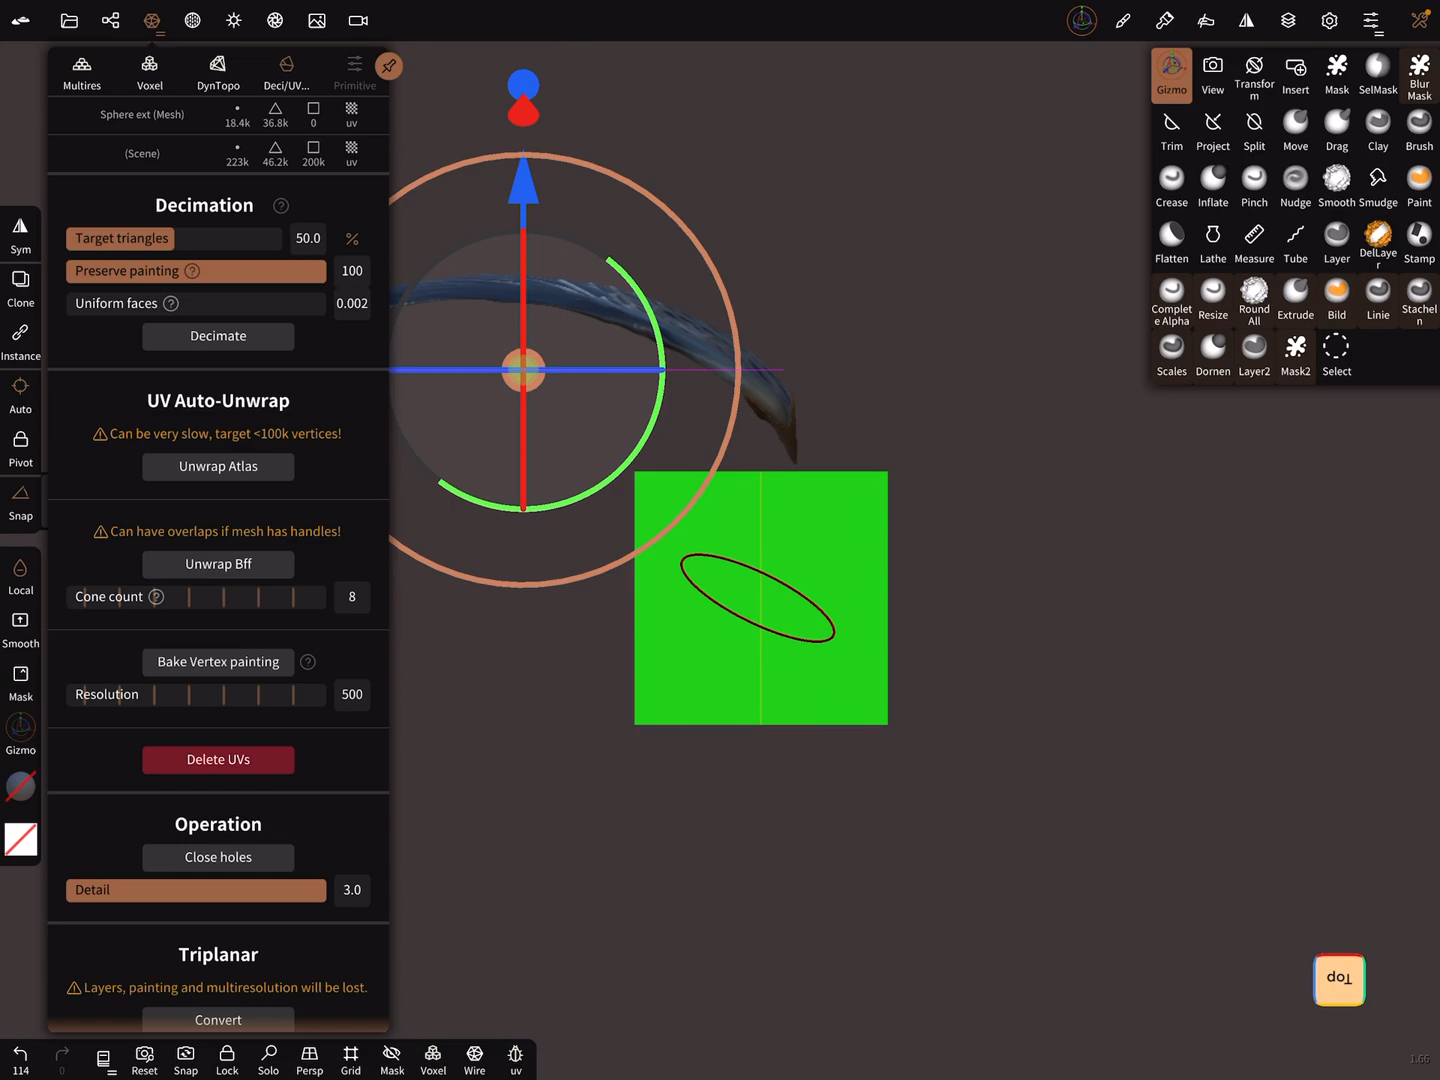 Multires
Voxel
DynTopo
Deci/UV...
Primitive
Sphere ext (Mesh)
18.4k
36.8k
0
uv
(Scene)
223k
46.2k
200k
uv
Decimation ?
Target triangles 50.0 %
Preserve painting ? 100
Uniform faces ? 0.002
Decimate
UV Auto-Unwrap
Can be very slow, target <100k vertices!
Unwrap Atlas
Can have overlaps if mesh has handles!
Unwrap Bff
Cone count ? 8
Bake Vertex painting ?
Resolution 500
Delete UVs
Operation
Close holes
Detail 3.0
Triplanar
Layers, painting and multiresolution will be lost.
Convert
Sym
Clone
Instance
Auto
Pivot
Snap
Local
Smooth
Mask
Gizmo
114
0
Reset
Snap
Lock
Solo
Persp
Grid
Mask
Voxel
Wire
uv
Gizmo
View
Transfor
m
Insert
Mask
SelMask
Blur
Mask
Trim
Project
Split
Move
Drag
Clay
Brush
Crease
Inflate
Pinch
Nudge
Smooth
Smudge
Paint
Flatten
Lathe
Measure
Tube
Layer
DelLaye
r
Stamp
Complet
e Alpha
Resize
Round
All
Extrude
Bild
Linie
Stachel
n
Scales
Dornen
Layer2
Mask2
Select
Top
1.66